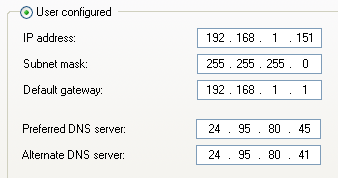 User configured
IP address: 192 . 168 . 1 . 151
Subnet mask: 255 . 255 . 255 . 0
Default gateway: 192 . 168 . 1 . 1
Preferred DNS server: 24 . 95 . 80 . 45
Alternate DNS server: 24 . 95 . 80 . 41